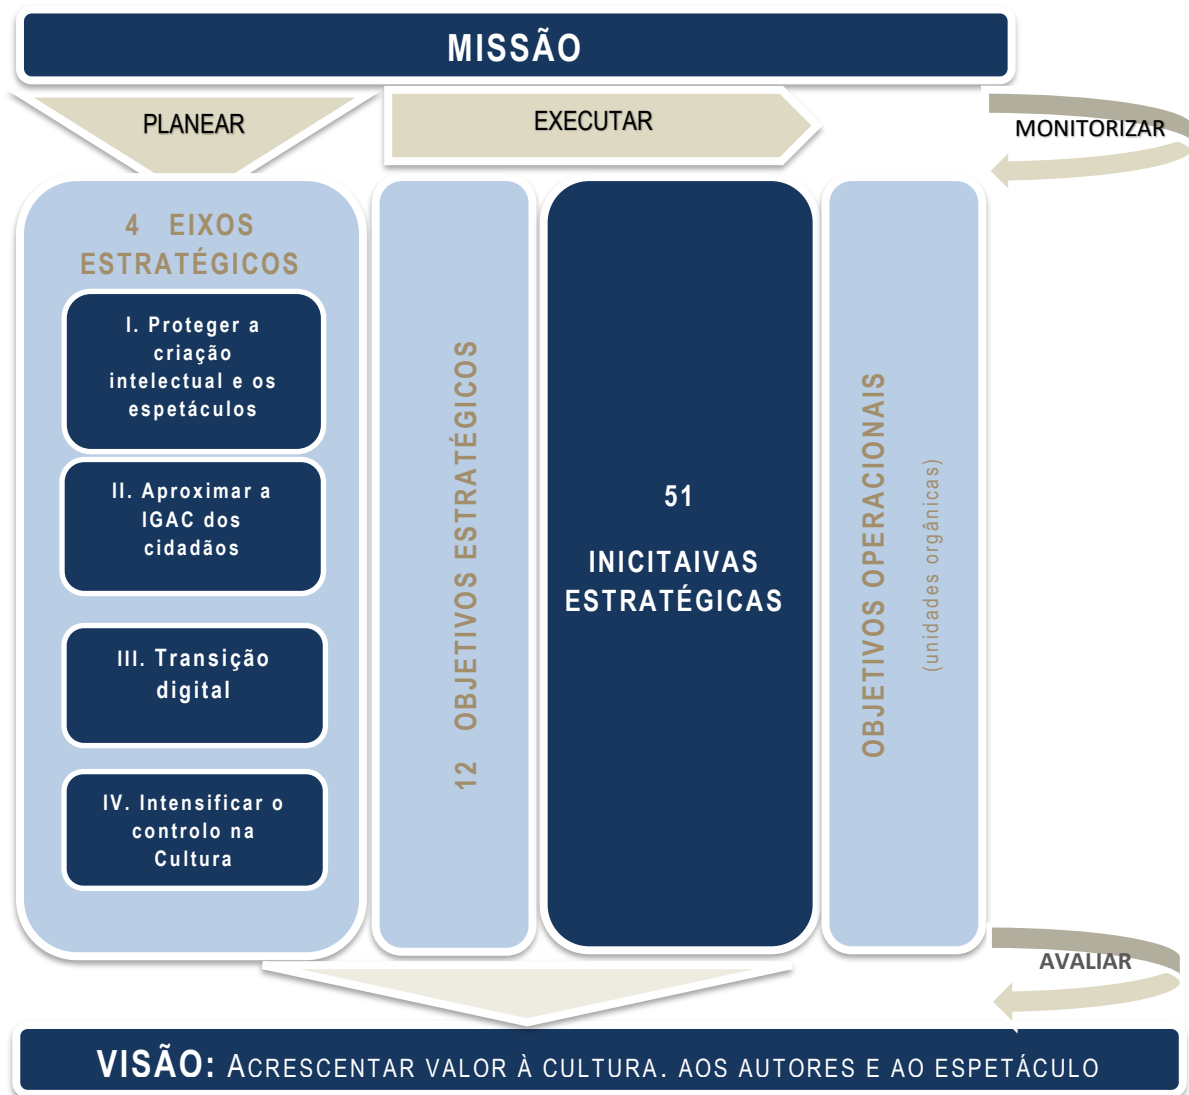 MISSÃO
PLANEAR
EXECUTAR
MONITORIZAR
4 EIXOS
ESTRATÉGICOS
I. Proteger a
criação
intelectual e os
espetáculos
II. Aproximar a
IGAC dos
cidadãos
III. Transição
digital
IV. Intensificar o
controlo na
Cultura
12 OBJETIVOS ESTRATÉGICOS
51
INICITAIVAS
ESTRATÉGICAS
OBJETIVOS OPERACIONAIS
(unidades orgânicas)
AVALIAR
VISÃO: ACRESCENTAR VALOR À CULTURA. AOS AUTORES E AO ESPETÁCULO